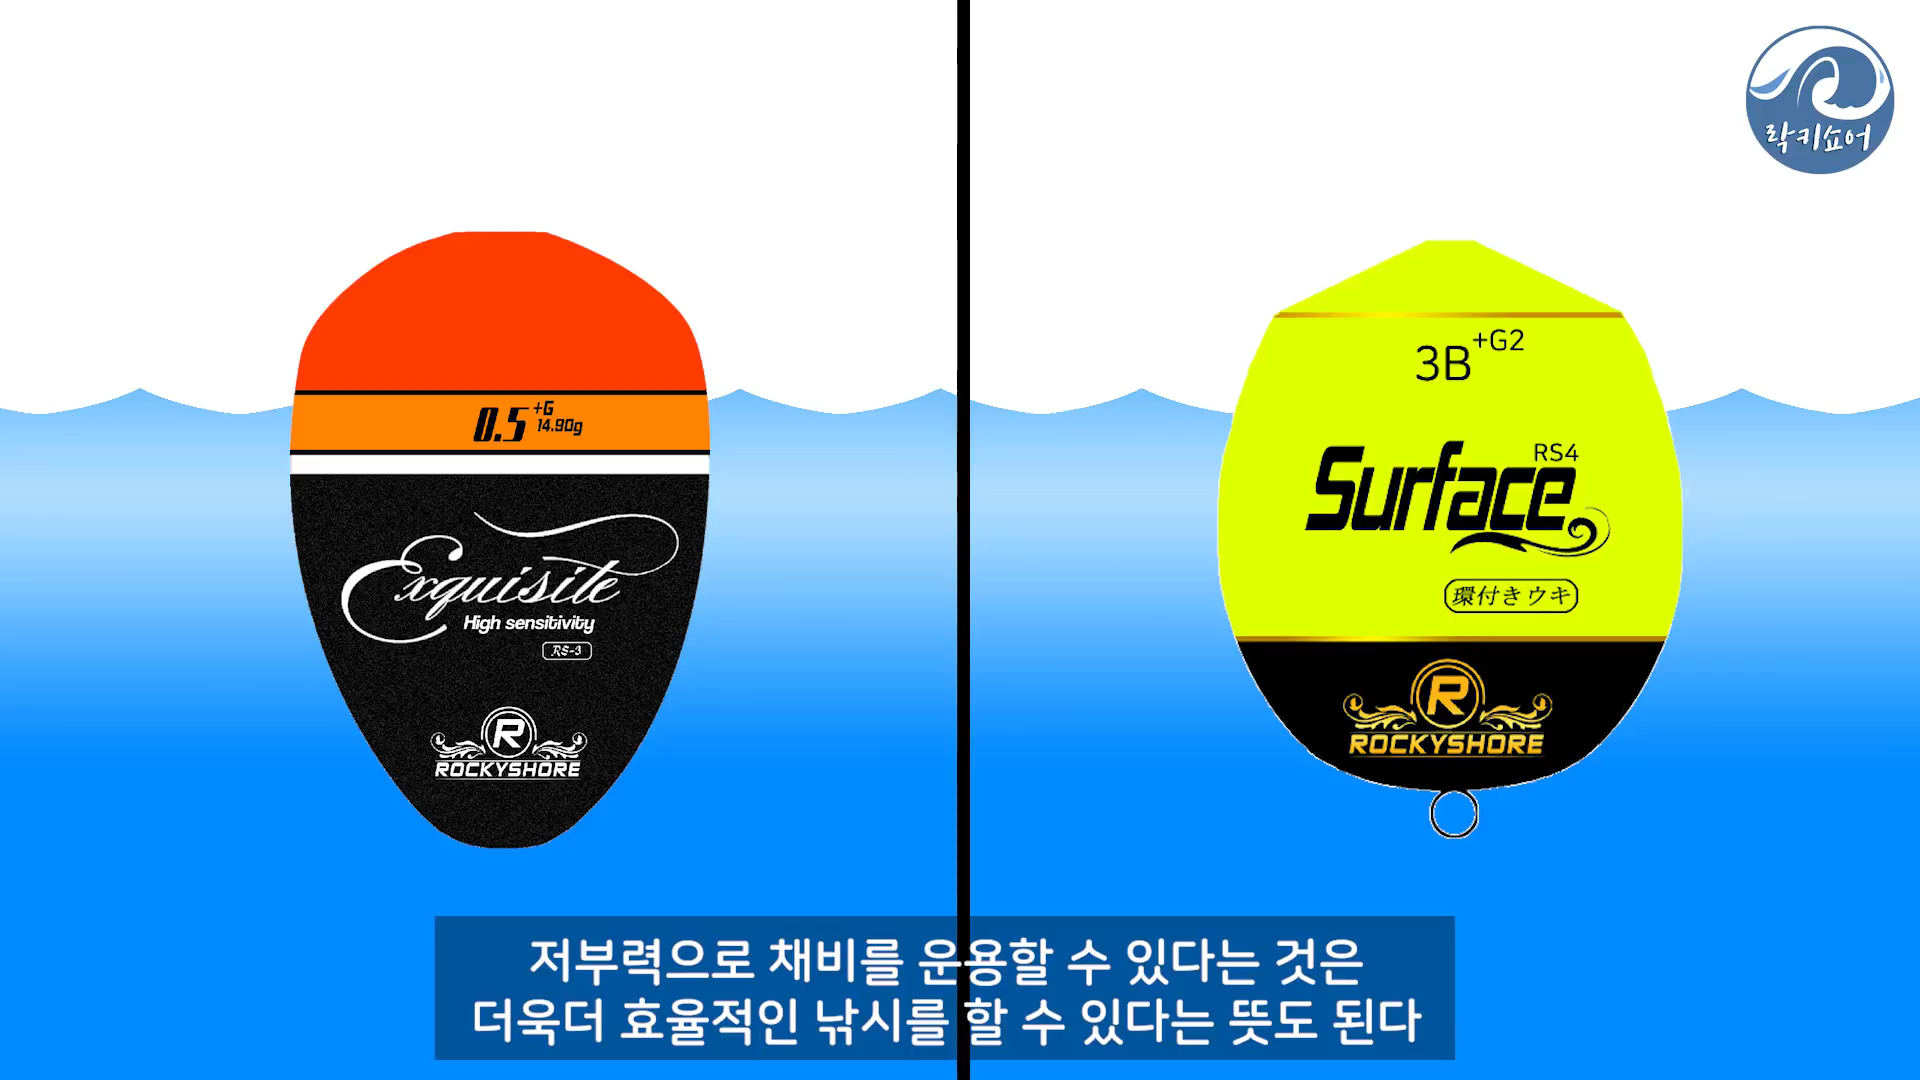 락키쇼어
0.5 +G
14.90g
Exquisite
High sensitivity
RS-3
R
ROCKYSHORE
3B +G2
RS4
Surface
環付きウキ
R
ROCKYSHORE
저부력으로 채비를 운용할 수 있다는 것은
더욱더 효율적인 낚시를 할 수 있다는 뜻도 된다